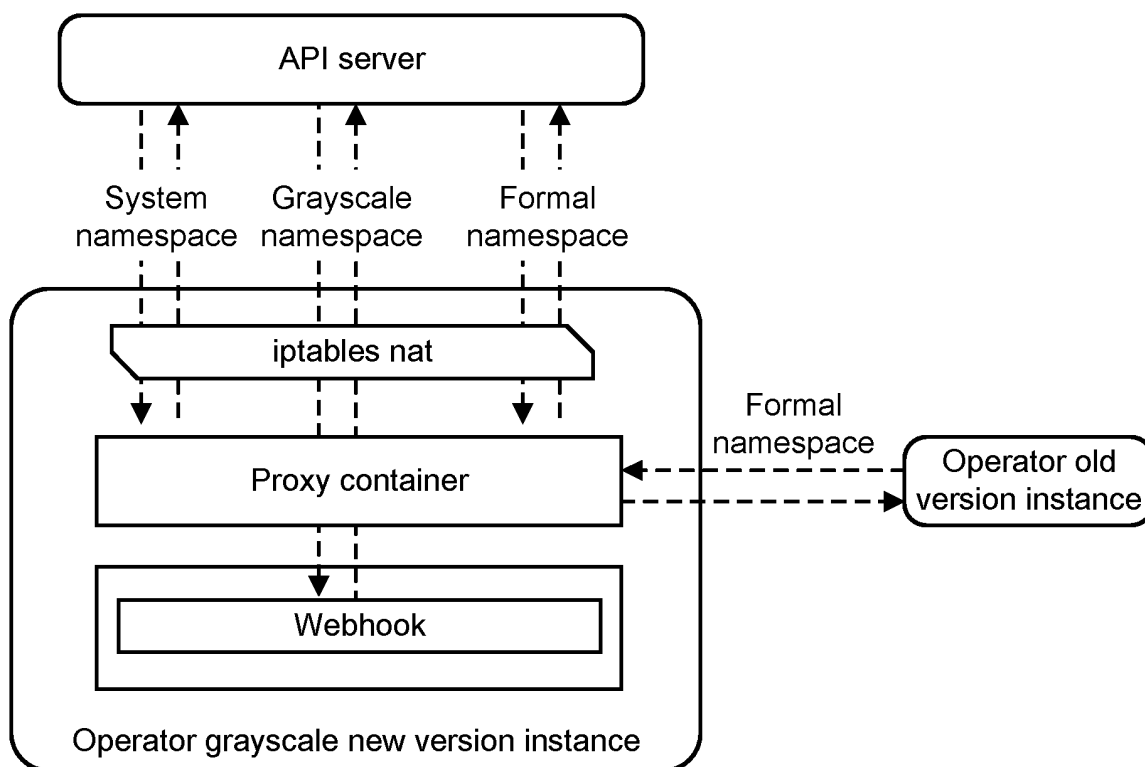 API server
System
namespace
Grayscale
namespace
Formal
namespace
iptables nat
Formal
namespace
Proxy container
Operator old
version instance
Webhook
Operator grayscale new version instance